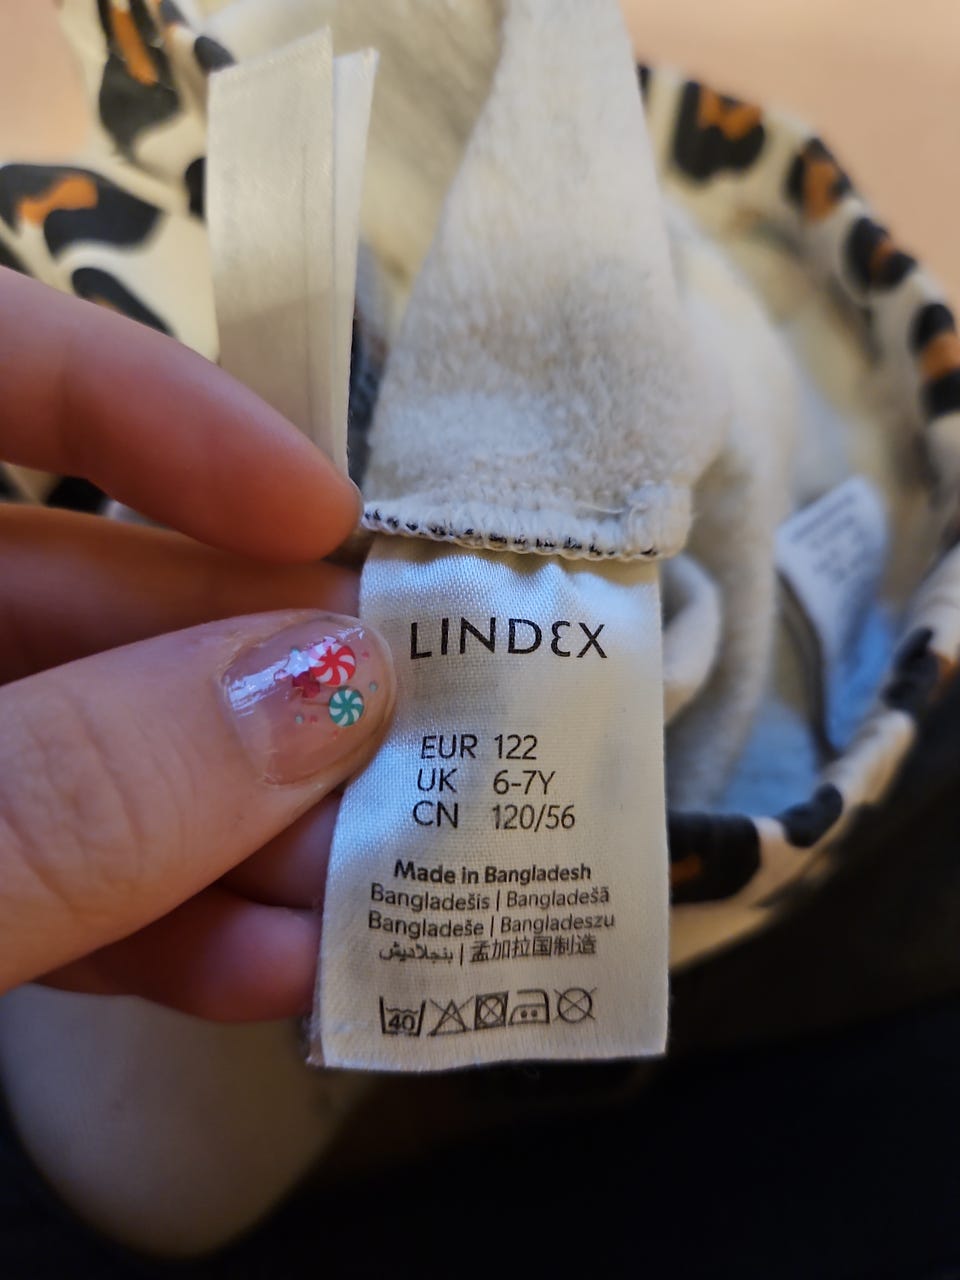 LINDEX
EUR 122
UK 6-7Y
CN 120/56
Made in Bangladesh
Bangladešis | Bangladešā
Bangladeše | Bangladeszu
بنجلاديش | 孟加拉国制造
40